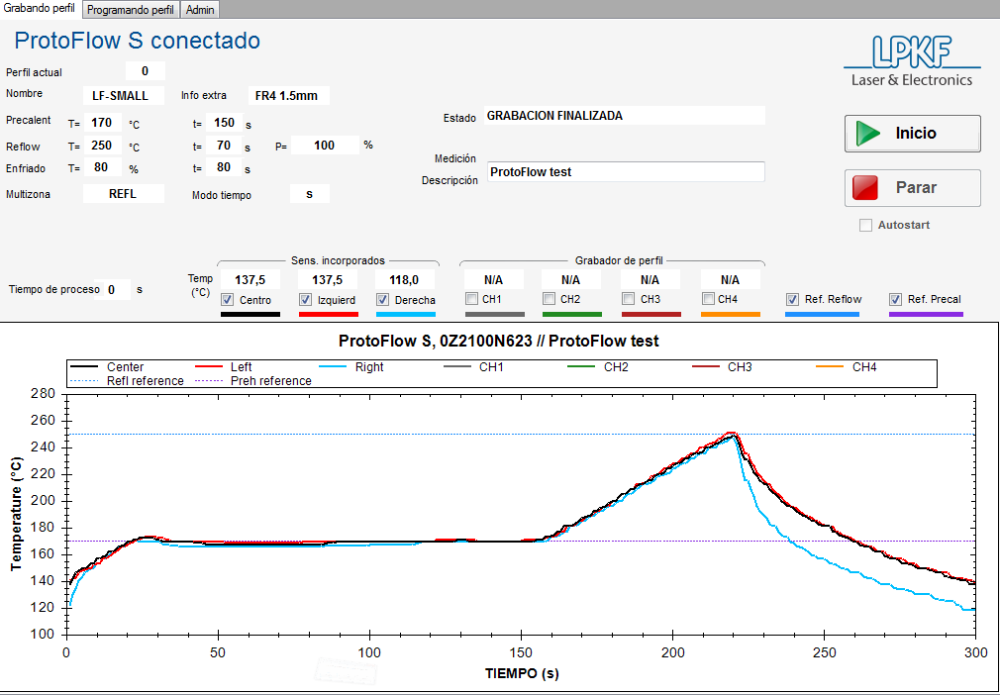 Grabando perfil Programando perfil Admin
ProtoFlow S conectado
LPKF
Laser & Electronics
Perfil actual 0
Nombre LF-SMALL Info extra FR4 1.5mm
Estado GRABACION FINALIZADA
Precalent T= 170 °C t= 150 s
Inicio
Reflow T= 250 °C t= 70 s P= 100 %
Medición
Descripción ProtoFlow test
Enfriado T= 80 % t= 80 s
Parar
Multizona REFL Modo tiempo s
Autostart
Sens. incorporados Grabador de perfil
Tiempo de proceso 0 s
Temp (°C) 137,5 137,5 118,0 N/A N/A N/A N/A
Centro Izquierd Derecha CH1 CH2 CH3 CH4 Ref. Reflow Ref. Precal
ProtoFlow S, 0Z2100N623 // ProtoFlow test
Center Left Right CH1 CH2 CH3 CH4
Refl reference Preh reference
280
260
240
220
200
180
160
140
120
100
Temperature (°C)
0 50 100 150 200 250 300
TIEMPO (s)